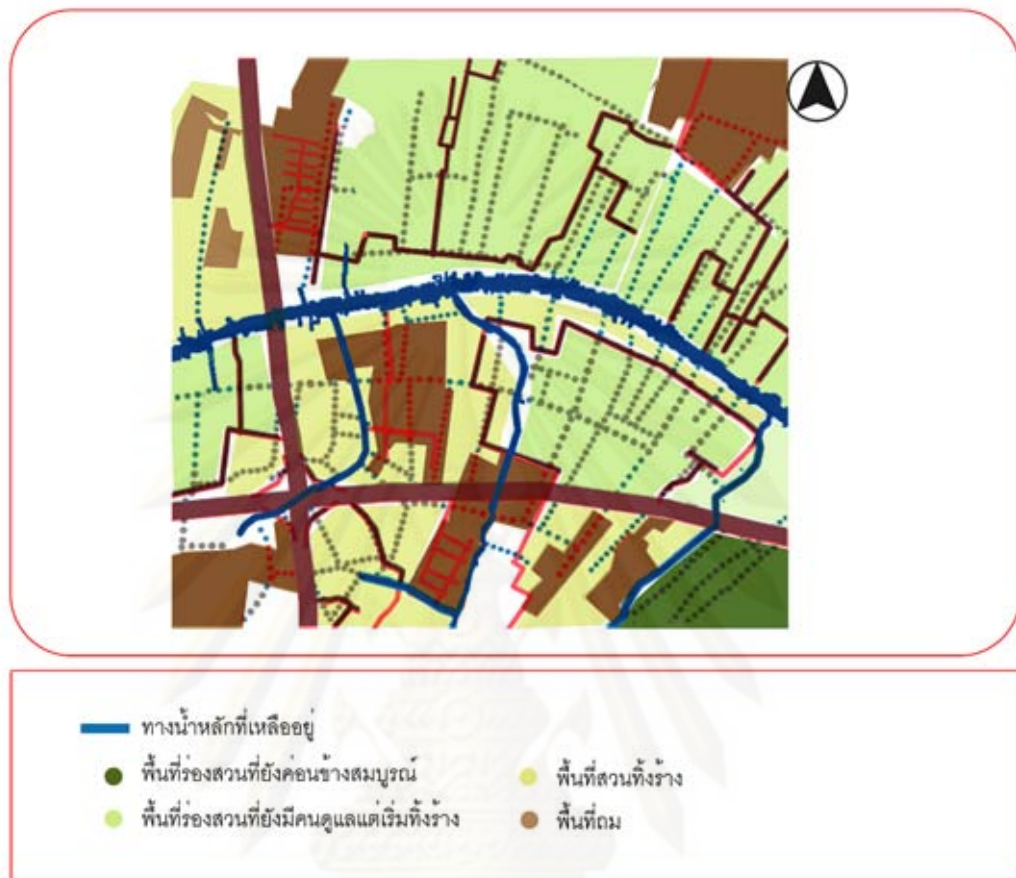 ทางน้ำหลักที่เหลืออยู่
พื้นที่ร่องสวนที่ยังค่อนข้างสมบูรณ์
พื้นที่สวนทิ้งร้าง
พื้นที่ร่องสวนที่ยังมีคนดูแลแต่เริ่มทิ้งร้าง
พื้นที่ถม